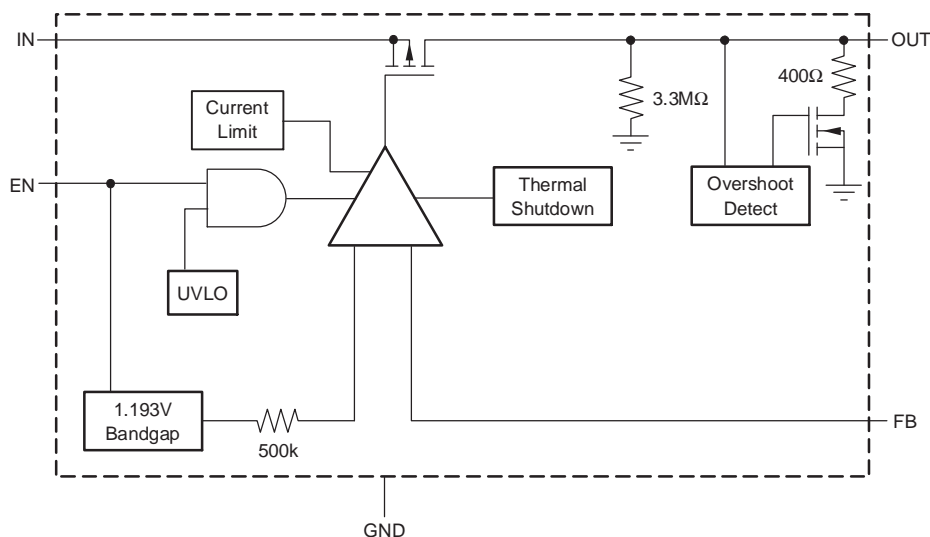 IN
OUT
400Ω
3.3MΩ
Current
Limit
EN
Thermal
Shutdown
Overshoot
Detect
UVLO
1.193V
Bandgap
500k
FB
GND